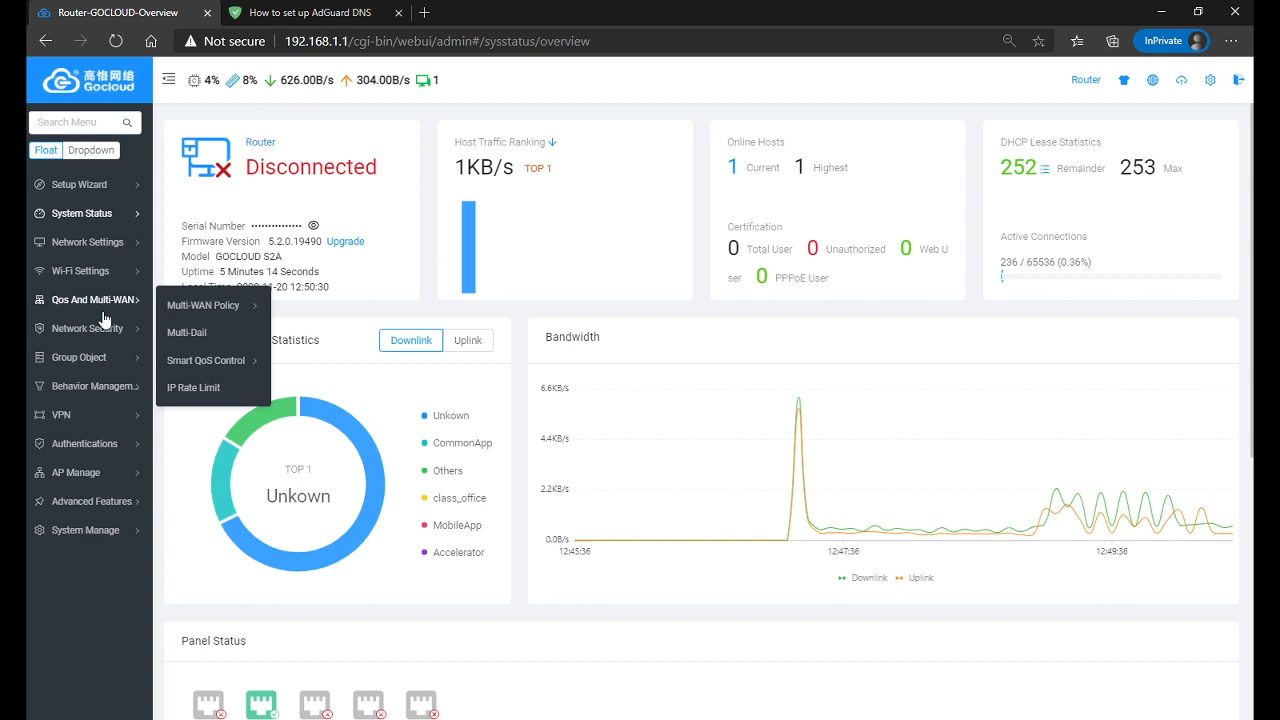 Router-GOCLOUD-Overview
How to set up AdGuard DNS
Not secure
192.168.1.1/cgi-bin/webui/admin#/sysstatus/overview
InPrivate
高恪网络
Gocloud
4%
8%
626.00B/s
304.00B/s
1
Router
Search Menu
Float
Dropdown
Setup Wizard
System Status
Network Settings
Wi-Fi Settings
Qos And Multi-WAN
Network Security
Group Object
Behavior Managem...
VPN
Authentications
AP Manage
Advanced Features
System Manage
Multi-WAN Policy
Multi-Dail
Smart QoS Control
IP Rate Limit
Router
Disconnected
Serial Number ••••••••••••••
Firmware Version 5.2.0.19490 Upgrade
Model GOCLOUD S2A
Uptime 5 Minutes 14 Seconds
-20 12:50:30
Host Traffic Ranking
1KB/s TOP 1
Online Hosts
1 Current 1 Highest
Certification
0 Total User 0 Unauthorized 0 Web U
ser 0 PPPoE User
DHCP Lease Statistics
252 Remainder 253 Max
Active Connections
236 / 65536 (0.36%)
Statistics
Downlink
Uplink
TOP 1
Unkown
Unkown
CommonApp
Others
class_office
MobileApp
Accelerator
Bandwidth
6.6KB/s
4.4KB/s
2.2KB/s
0.0B/s
12:45:36
12:47:36
12:49:36
Downlink
Uplink
Panel Status